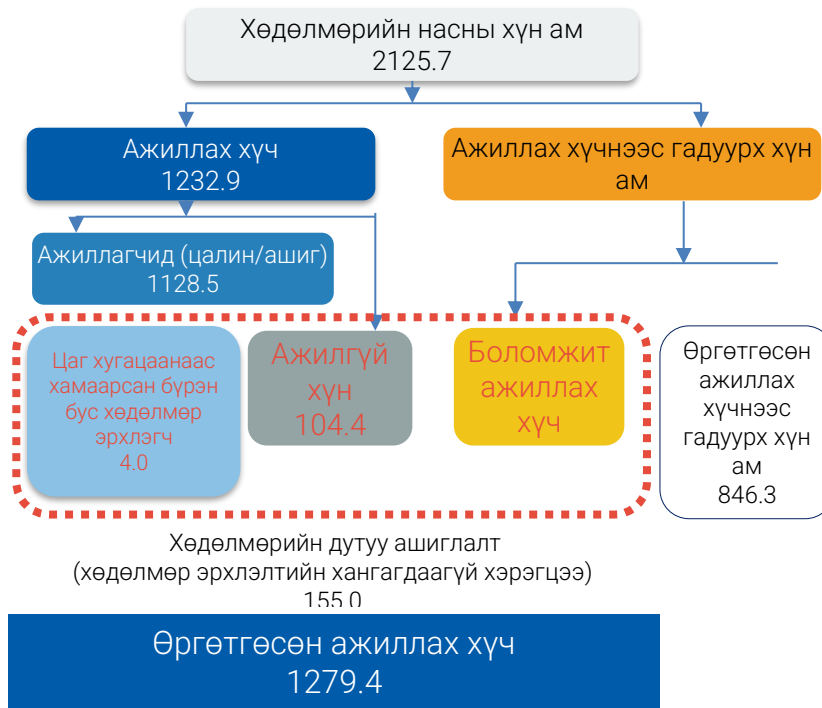 Хөдөлмөрийн насны хүн ам
2125.7
Ажиллах хүч
1232.9
Ажиллах хүчнээс гадуурх хүн
ам
Ажиллагчид (цалин/ашиг)
1128.5
Цаг хугацаанаас
хамаарсан бүрэн
бус хөдөлмөр
эрхлэгч
4.0
Ажилгүй
хүн
104.4
Боломжит
ажиллах
хүч
Өргөтгөсөн
ажиллах
хүчнээс
гадуурх хүн
ам
846.3
Хөдөлмөрийн дутуу ашиглалт
(хөдөлмөр эрхлэлтийн хангагдаагүй хэрэгцээ)
155.0
Өргөтгөсөн ажиллах хүч
1279.4